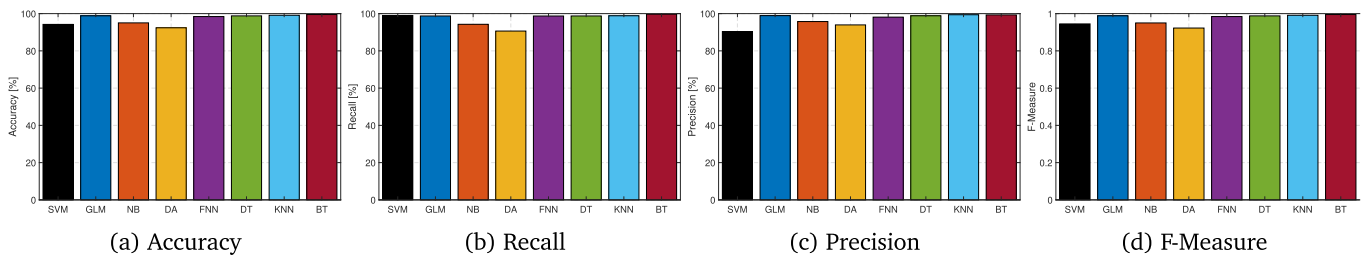 100
80
60
40
20
0
Accuracy [%]
SVM GLM NB DA FNN DT KNN BT
(a) Accuracy
100
80
60
40
20
0
Recall [%]
SVM GLM NB DA FNN DT KNN BT
(b) Recall
100
80
60
40
20
0
Precision [%]
SVM GLM NB DA FNN DT KNN BT
(c) Precision
1
0.8
0.6
0.4
0.2
0
F-Measure
SVM GLM NB DA FNN DT KNN BT
(d) F-Measure